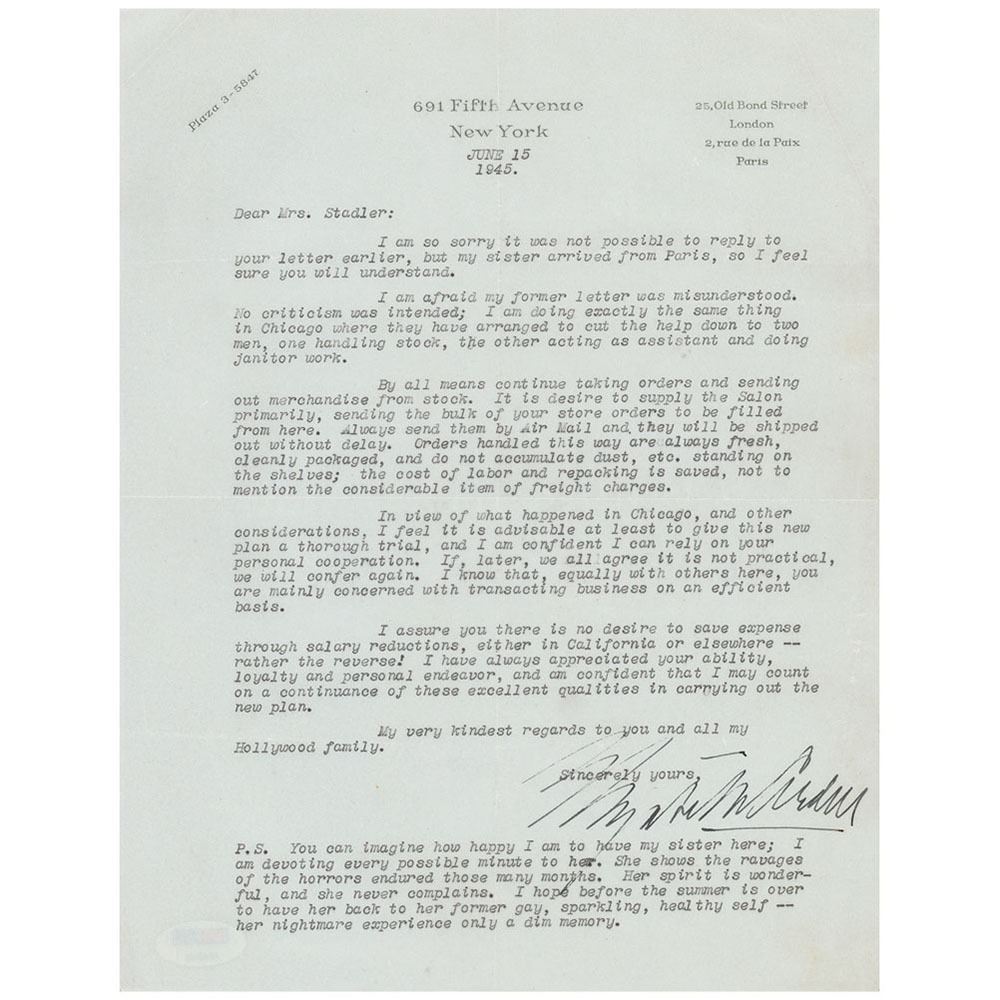 Plaza 3-5847
691 Fifth Avenue
New York
JUNE 15
1945.
25, Old Bond Street
London
2, rue de la Paix
Paris
Dear Mrs. Stadler:
I am so sorry it was not possible to reply to
your letter earlier, but my sister arrived from Paris, so I feel
sure you will understand.
I am afraid my former letter was misunderstood.
No criticism was intended; I am doing exactly the same thing
in Chicago where they have arranged to cut the help down to two
men, one handling stock, the other acting as assistant and doing
janitor work.
By all means continue taking orders and sending
out merchandise from stock. It is desire to supply the Salon
primarily, sending the bulk of your store orders to be filled
from here. Always send them by Air Mail and they will be shipped
out without delay. Orders handled this way are always fresh,
cleanly packaged, and do not accumulate dust, etc. standing on
the shelves; the cost of labor and repacking is saved, not to
mention the considerable item of freight charges.
In view of what happened in Chicago, and other
considerations, I feel it is advisable at least to give this new
plan a thorough trial, and I am confident I can rely on your
personal cooperation. If, later, we all agree it is not practical,
we will confer again. I know that, equally with others here, you
are mainly concerned with transacting business on an efficient
basis.
I assure you there is no desire to save expense
through salary reductions, either in California or elsewhere --
rather the reverse! I have always appreciated your ability,
loyalty and personal endeavor, and am confident that I may count
on a continuance of these excellent qualities in carrying out the
new plan.
My very kindest regards to you and all my
Hollywood family.
Sincerely yours,
Elizabeth Arden
P.S. You can imagine how happy I am to have my sister here; I
am devoting every possible minute to her. She shows the ravages
of the horrors endured those many months. Her spirit is wonder-
ful, and she never complains. I hope before the summer is over
to have her back to her former gay, sparkling, healthy self --
her nightmare experience only a dim memory.